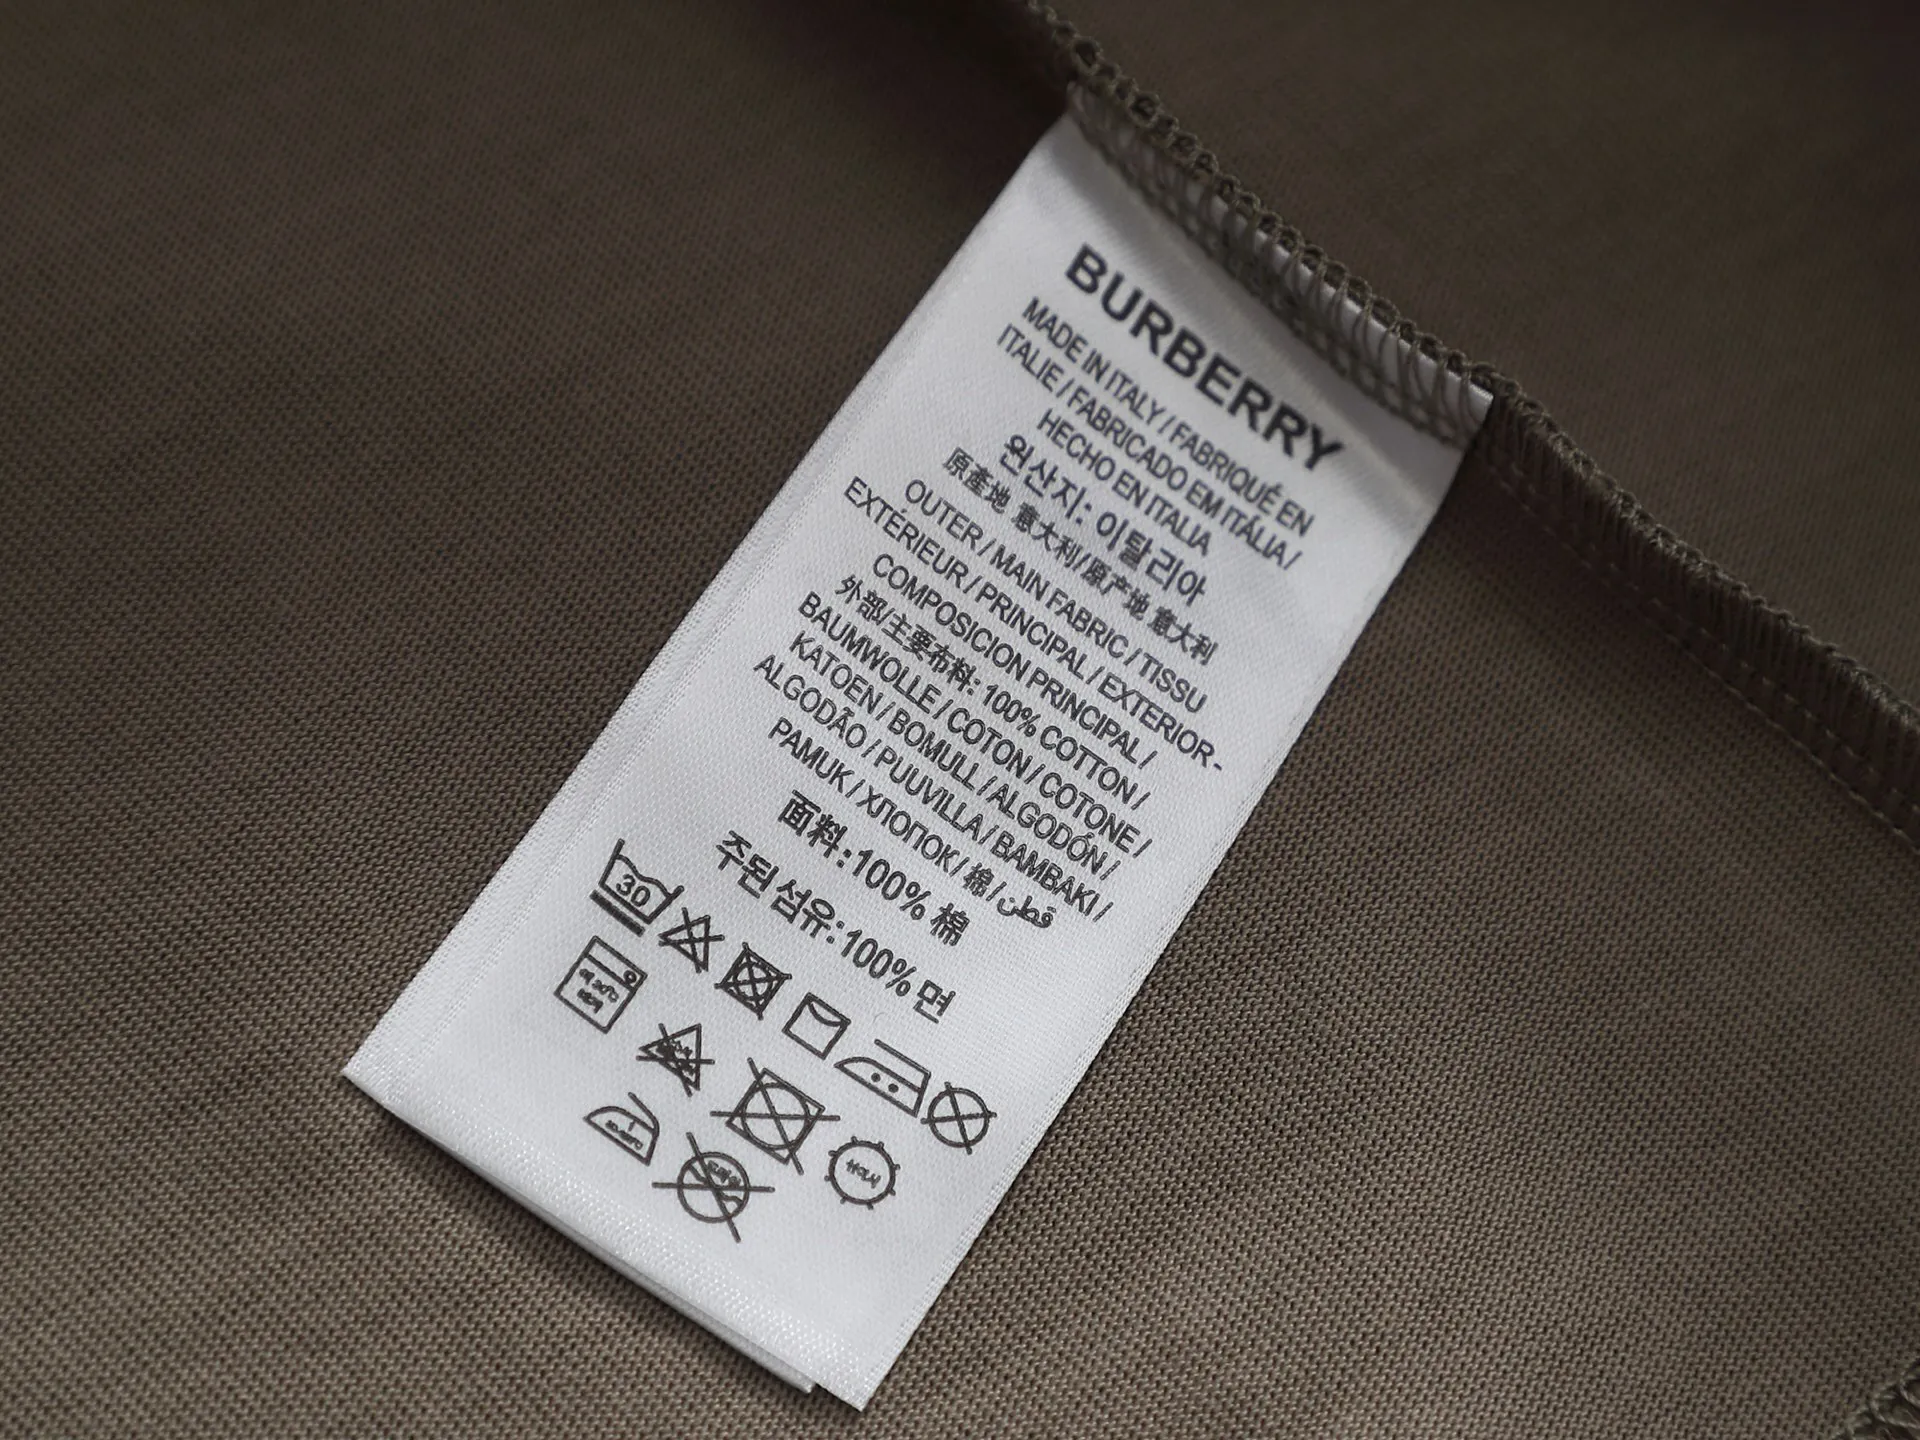 BURBERRY
MADE IN ITALY / FABRIQUÉ EN
ITALIE / FABRICADO EM ITÁLIA /
HECHO EN ITALIA
원산지: 이탈리아
原產地 意大利/原产地 意大利
OUTER / MAIN FABRIC / TISSU
EXTÉRIEUR / PRINCIPAL / EXTERIOR -
COMPOSICION PRINCIPAL /
外部/主要布料: 100% COTTON /
BAUMWOLLE / COTON / COTONE /
KATOEN / BOMULL / ALGODÓN /
ALGODÃO / PUUVILLA / BAMBAKI /
PAMUK / ХЛОПОК / 棉 / قطن
面料: 100% 棉
주된 섬유: 100% 면
30